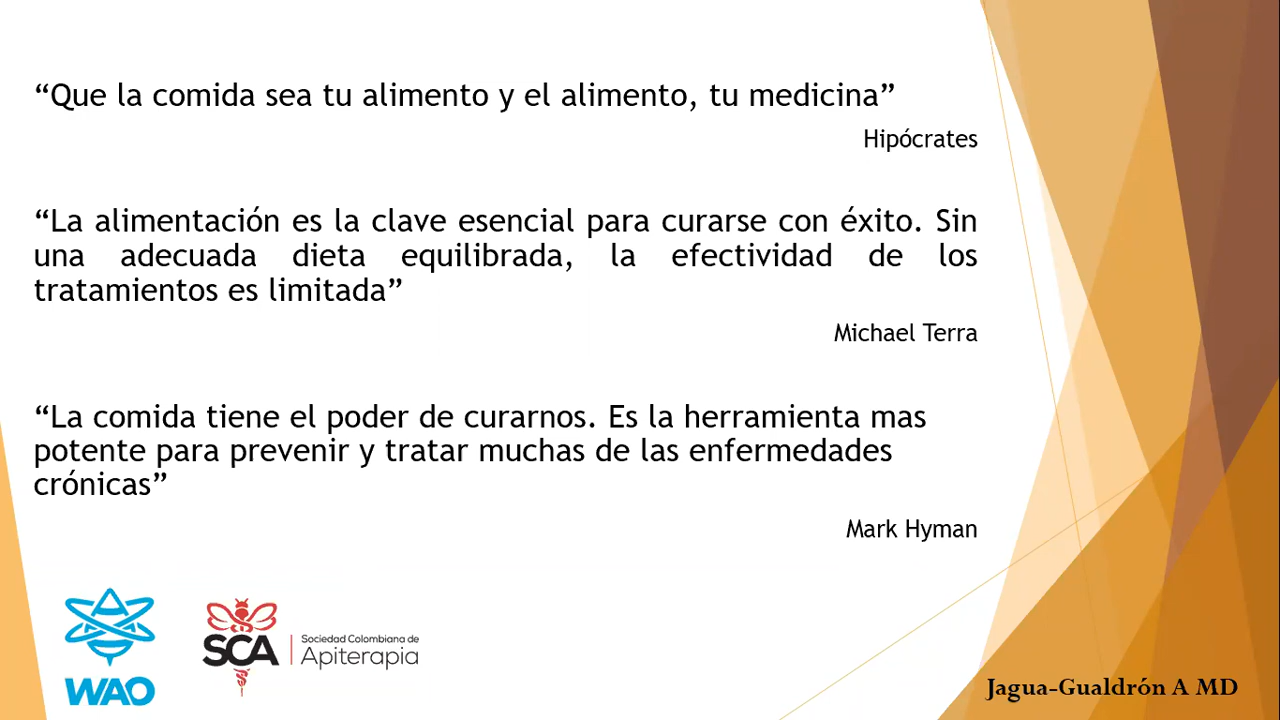 “Que la comida sea tu alimento y el alimento, tu medicina”
Hipócrates
“La alimentación es la clave esencial para curarse con éxito. Sin
una adecuada dieta equilibrada, la efectividad de los
tratamientos es limitada”
Michael Terra
“La comida tiene el poder de curarnos. Es la herramienta mas
potente para prevenir y tratar muchas de las enfermedades
crónicas”
Mark Hyman
WAO
SCA
Sociedad Colombiana de
Apiterapia
Jagua-Gualdrón A MD